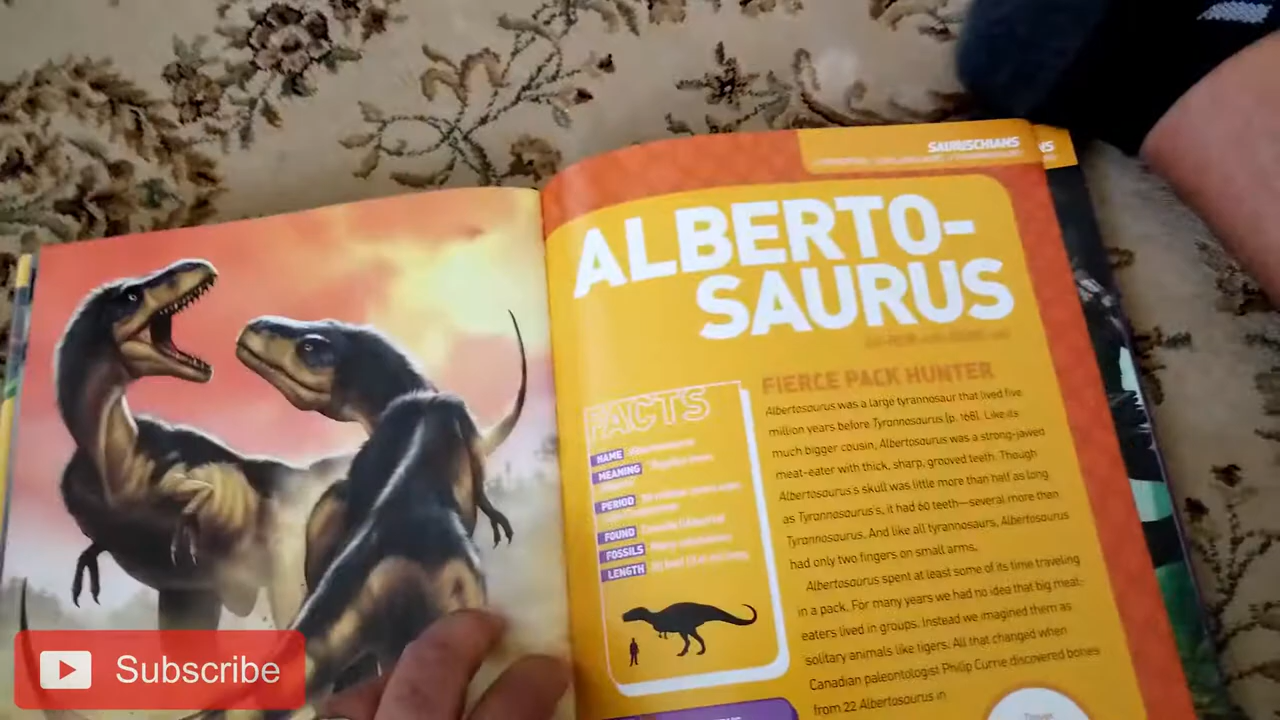 SAURISCHIANS
NS
ALBERTO-
SAURUS
FIERCE PACK HUNTER
Albertosaurus was a large tyrannosaur that lived five
million years before Tyrannosaurus (p. 168). Like its
much bigger cousin, Albertosaurus was a strong-jawed
meat-eater with thick, sharp, grooved teeth. Though
Albertosaurus's skull was little more than half as long
as Tyrannosaurus's, it had 60 teeth—several more than
Tyrannosaurus. And like all tyrannosaurs, Albertosaurus
had only two fingers on small arms.
Albertosaurus spent at least some of its time traveling
in a pack. For many years we had no idea that big meat-
eaters lived in groups. Instead we imagined them as
solitary animals like tigers. All that changed when
Canadian paleontologist Philip Currie discovered bones
from 22 Albertosaurus in
FACTS
NAME
MEANING
PERIOD
FOUND
FOSSILS
LENGTH
Subscribe